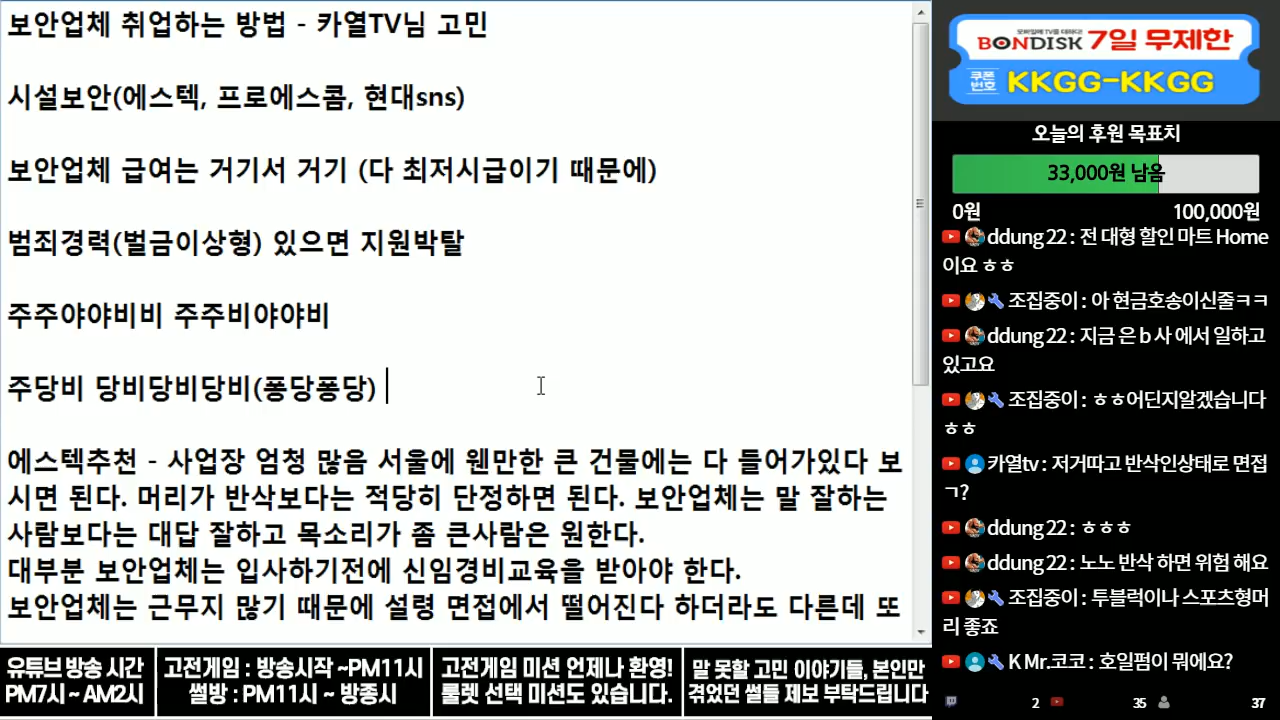 보안업체 취업하는 방법 - 카열TV님 고민
시설보안(에스텍, 프로에스콤, 현대sns)
보안업체 급여는 거기서 거기 (다 최저시급이기 때문에)
범죄경력(벌금이상형) 있으면 지원박탈
주주야야비비 주주비야야비
주당비 당비당비당비(퐁당퐁당)
에스텍추천 - 사업장 엄청 많음 서울에 웬만한 큰 건물에는 다 들어가있다 보
시면 된다. 머리가 반삭보다는 적당히 단정하면 된다. 보안업체는 말 잘하는
사람보다는 대답 잘하고 목소리가 좀 큰사람은 원한다.
대부분 보안업체는 입사하기전에 신임경비교육을 받아야 한다.
보안업체는 근무지 많기 때문에 설령 면접에서 떨어진다 하더라도 다른데 또
BONDISK 7일 무제한
쿠폰
번호
KKGG-KKGG
오늘의 후원 목표치
33,000원 남음
0원 100,000원
ddung22 : 전 대형 할인 마트 Home
이요 ㅎㅎ
조집중이 : 아 현금호송이신줄ㅋㅋ
ddung22 : 지금 은 b 사 에서 일하고
있고요
조집중이 : ㅎㅎ어딘지알겠습니다
ㅎㅎ
카열tv : 저거따고 반삭인상태로 면접
ㄱ?
ddung22 : ㅎㅎㅎ
ddung22 : 노노 반삭 하면 위험 해요
조집중이 : 투블럭이나 스포츠형머
리 좋죠
K Mr.코코 : 호일펌이 뭐에요?
2 35 37
유튜브 방송 시간
PM7시 ~ AM2시
고전게임 : 방송시작 ~PM11시
썰방 : PM11시 ~ 방종시
고전게임 미션 언제나 환영!
룰렛 선택 미션도 있습니다.
말 못할 고민 이야기들, 본인만
겪었던 썰들 제보 부탁드립니다